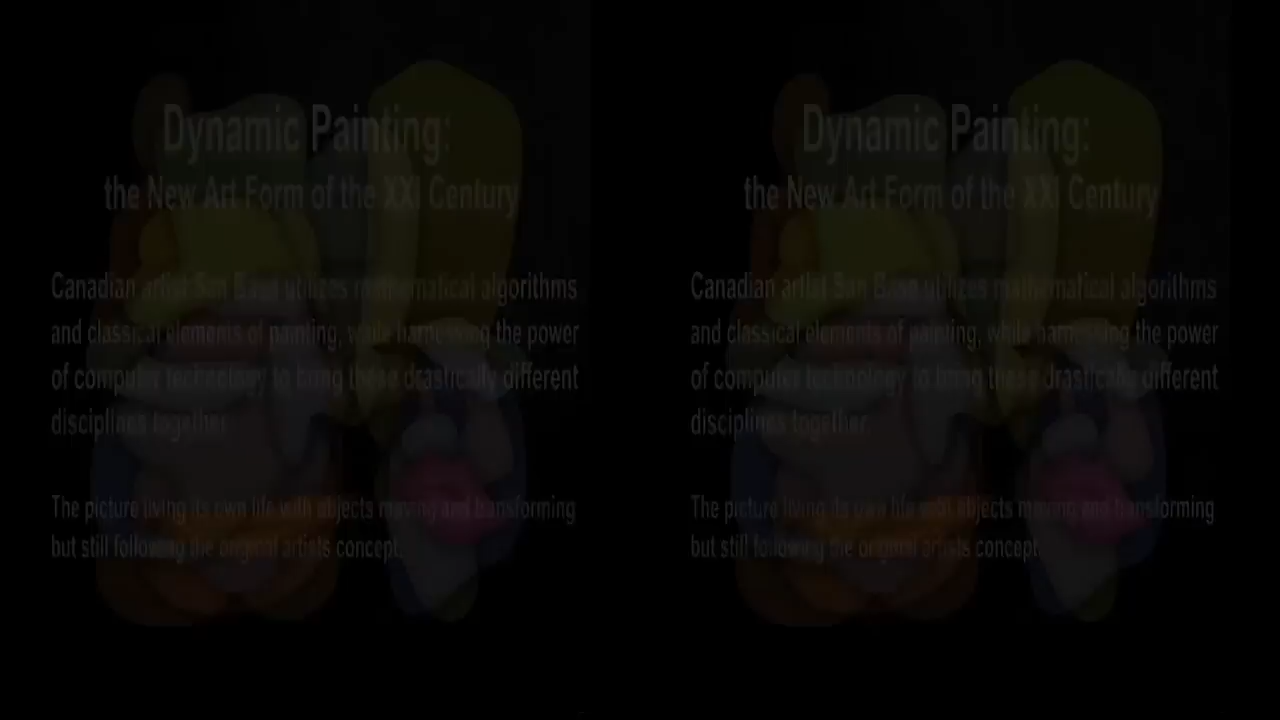 Dynamic Painting:
the New Art Form of the XXI Century
Canadian artist San Base utilizes mathematical algorithms
and classical elements of painting, while harnessing the power
of computer technology to bring these drastically different
disciplines together.
The picture living its own life with objects moving and transforming
but still following the original artists concept.
Dynamic Painting:
the New Art Form of the XXI Century
Canadian artist San Base utilizes mathematical algorithms
and classical elements of painting, while harnessing the power
of computer technology to bring these drastically different
disciplines together.
The picture living its own life with objects moving and transforming
but still following the original artists concept.